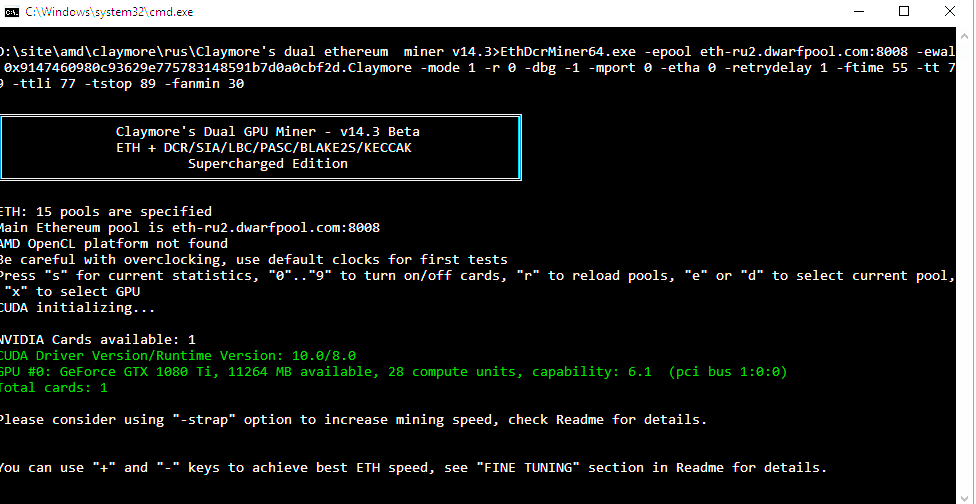 C:\Windows\system32\cmd.exe
D:\site\amd\claymore\rus\Claymore's dual ethereum  miner v14.3>EthDcrMiner64.exe -epool eth-ru2.dwarfpool.com:8008 -ewal
0x9147460980c93629e775783148591b7d0a0cbf2d.Claymore -mode 1 -r 0 -dbg -1 -mport 0 -etha 0 -retrydelay 1 -ftime 55 -tt 7
9 -ttli 77 -tstop 89 -fanmin 30
Claymore's Dual GPU Miner - v14.3 Beta
ETH + DCR/SIA/LBC/PASC/BLAKE2S/KECCAK
Supercharged Edition
ETH: 15 pools are specified
Main Ethereum pool is eth-ru2.dwarfpool.com:8008
AMD OpenCL platform not found
Be careful with overclocking, use default clocks for first tests
Press "s" for current statistics, "0".."9" to turn on/off cards, "r" to reload pools, "e" or "d" to select current pool,
"x" to select GPU
CUDA initializing...
NVIDIA Cards available: 1
CUDA Driver Version/Runtime Version: 10.0/8.0
GPU #0: GeForce GTX 1080 Ti, 11264 MB available, 28 compute units, capability: 6.1  (pci bus 1:0:0)
Total cards: 1
Please consider using "-strap" option to increase mining speed, check Readme for details.
You can use "+" and "-" keys to achieve best ETH speed, see "FINE TUNING" section in Readme for details.